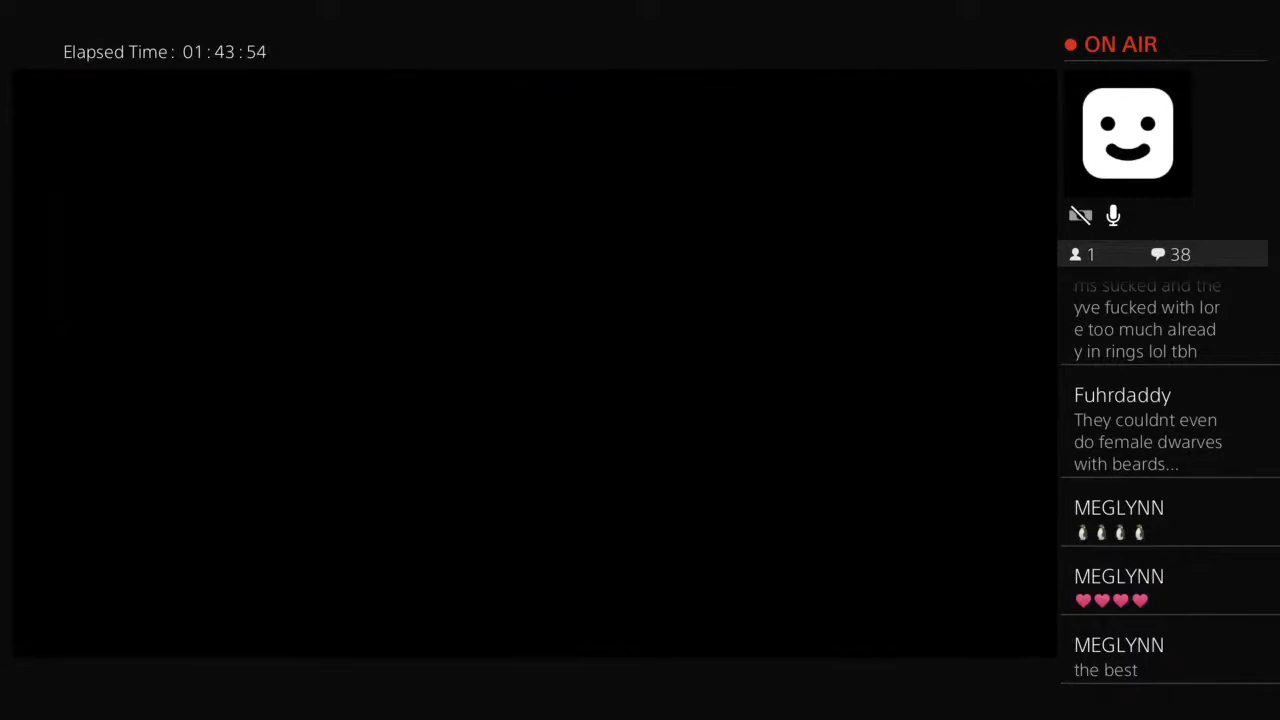 Elapsed Time: 01:43:54
ON AIR
1 38
ms sucked and the
yve fucked with lor
e too much alread
y in rings lol tbh
Fuhrdaddy
They couldnt even
do female dwarves
with beards...
MEGLYNN
🐧🐧🐧🐧
MEGLYNN
💗💗💗💗
MEGLYNN
the best